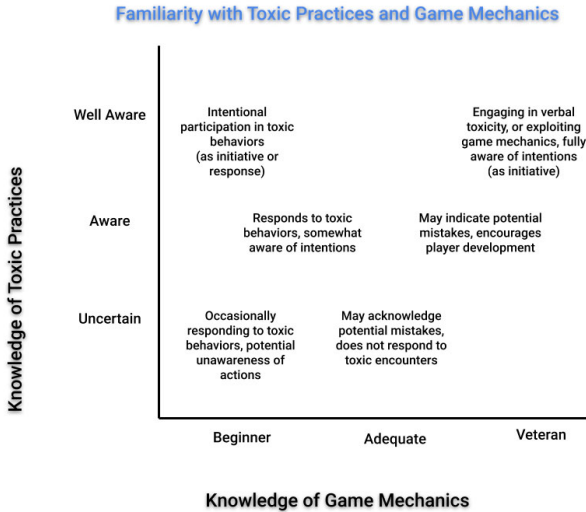 Familiarity with Toxic Practices and Game Mechanics
Knowledge of Toxic Practices
Well Aware
Intentional
participation in toxic
behaviors
(as initiative or
response)
Engaging in verbal
toxicity, or exploiting
game mechanics, fully
aware of intentions
(as initiative)
Aware
Responds to toxic
behaviors, somewhat
aware of intentions
May indicate potential
mistakes, encourages
player development
Uncertain
Occasionally
responding to toxic
behaviors, potential
unawareness of
actions
May acknowledge
potential mistakes,
does not respond to
toxic encounters
Beginner
Adequate
Veteran
Knowledge of Game Mechanics